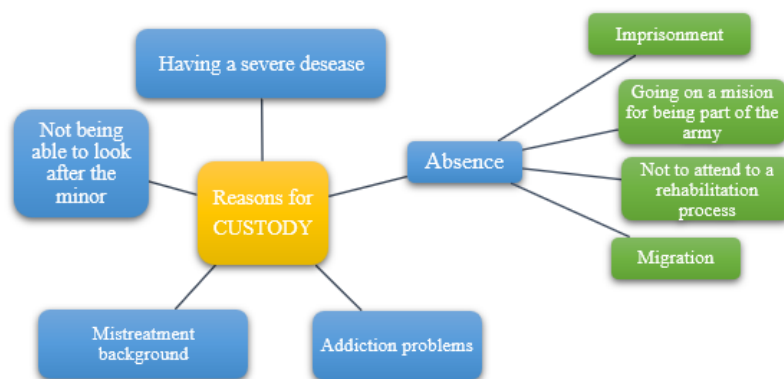 Having a severe desease
Not being
able to look
after the
minor
Reasons for
CUSTODY
Mistreatment
background
Addiction problems
Absence
Imprisonment
Going on a mision
for being part of the
army
Not to attend to a
rehabilitation
process
Migration